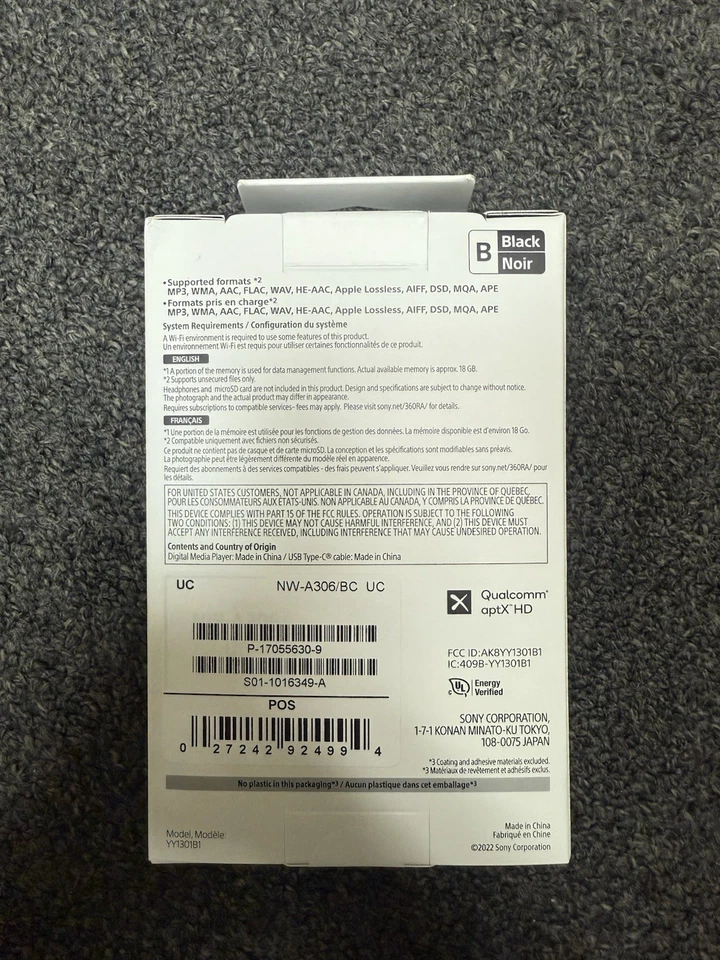 B
Black
Noir
•Supported formats *2
MP3, WMA, AAC, FLAC, WAV, HE-AAC, Apple Lossless, AIFF, DSD, MQA, APE
•Formats pris en charge*2
MP3, WMA, AAC, FLAC, WAV, HE-AAC, Apple Lossless, AIFF, DSD, MQA, APE
System Requirements / Configuration du système
A Wi-Fi environment is required to use some features of this product.
Un environnement Wi-Fi est requis pour utiliser certaines fonctionnalités de ce produit.
ENGLISH
*1 A portion of the memory is used for data management functions. Actual available memory is approx. 18 GB.
*2 Supports unsecured files only.
Headphones and microSD card are not included in this product. Design and specifications are subject to change without notice.
The photograph and the actual product may differ in appearance.
Requires subscriptions to compatible services- fees may apply. Please visit sony.net/360RA/ for details.
FRANÇAIS
*1 Une portion de la mémoire est utilisée pour les fonctions de gestion des données. La mémoire disponible est d'environ 18 Go.
*2 Compatible uniquement avec fichiers non sécurisés.
Ce produit ne contient pas de casque et de carte microSD. La conception et les spécifications sont modifiables sans préavis.
La photographie peut être légèrement différente du modèle réel en apparence.
Requiert des abonnements à des services compatibles - des frais peuvent s'appliquer. Veuillez vous rendre sur sony.net/360RA/ pour
les détails.
FOR UNITED STATES CUSTOMERS, NOT APPLICABLE IN CANADA, INCLUDING IN THE PROVINCE OF QUEBEC.
POUR LES CONSOMMATEURS AUX ÉTATS-UNIS. NON APPLICABLE AU CANADA, Y COMPRIS LA PROVINCE DE QUÉBEC.
THIS DEVICE COMPLIES WITH PART 15 OF THE FCC RULES. OPERATION IS SUBJECT TO THE FOLLOWING
TWO CONDITIONS: (1) THIS DEVICE MAY NOT CAUSE HARMFUL INTERFERENCE, AND (2) THIS DEVICE MUST
ACCEPT ANY INTERFERENCE RECEIVED, INCLUDING INTERFERENCE THAT MAY CAUSE UNDESIRED OPERATION.
Contents and Country of Origin
Digital Media Player: Made in China / USB Type-C® cable: Made in China
UC NW-A306/BC UC
P-17055630-9
S01-1016349-A
POS
0 27242 92499 4
Qualcomm®
aptX™ HD
FCC ID:AK8YY1301B1
IC:409B-YY1301B1
c UL Energy
Verified
SONY CORPORATION,
1-7-1 KONAN MINATO-KU TOKYO,
108-0075 JAPAN
*3 Coating and adhesive materials excluded.
*3 Matériaux de revêtement et adhésifs exclus.
No plastic in this packaging*3 / Aucun plastique dans cet emballage*3
Model, Modèle:
YY1301B1
Made in China
Fabriqué en Chine
©2022 Sony Corporation